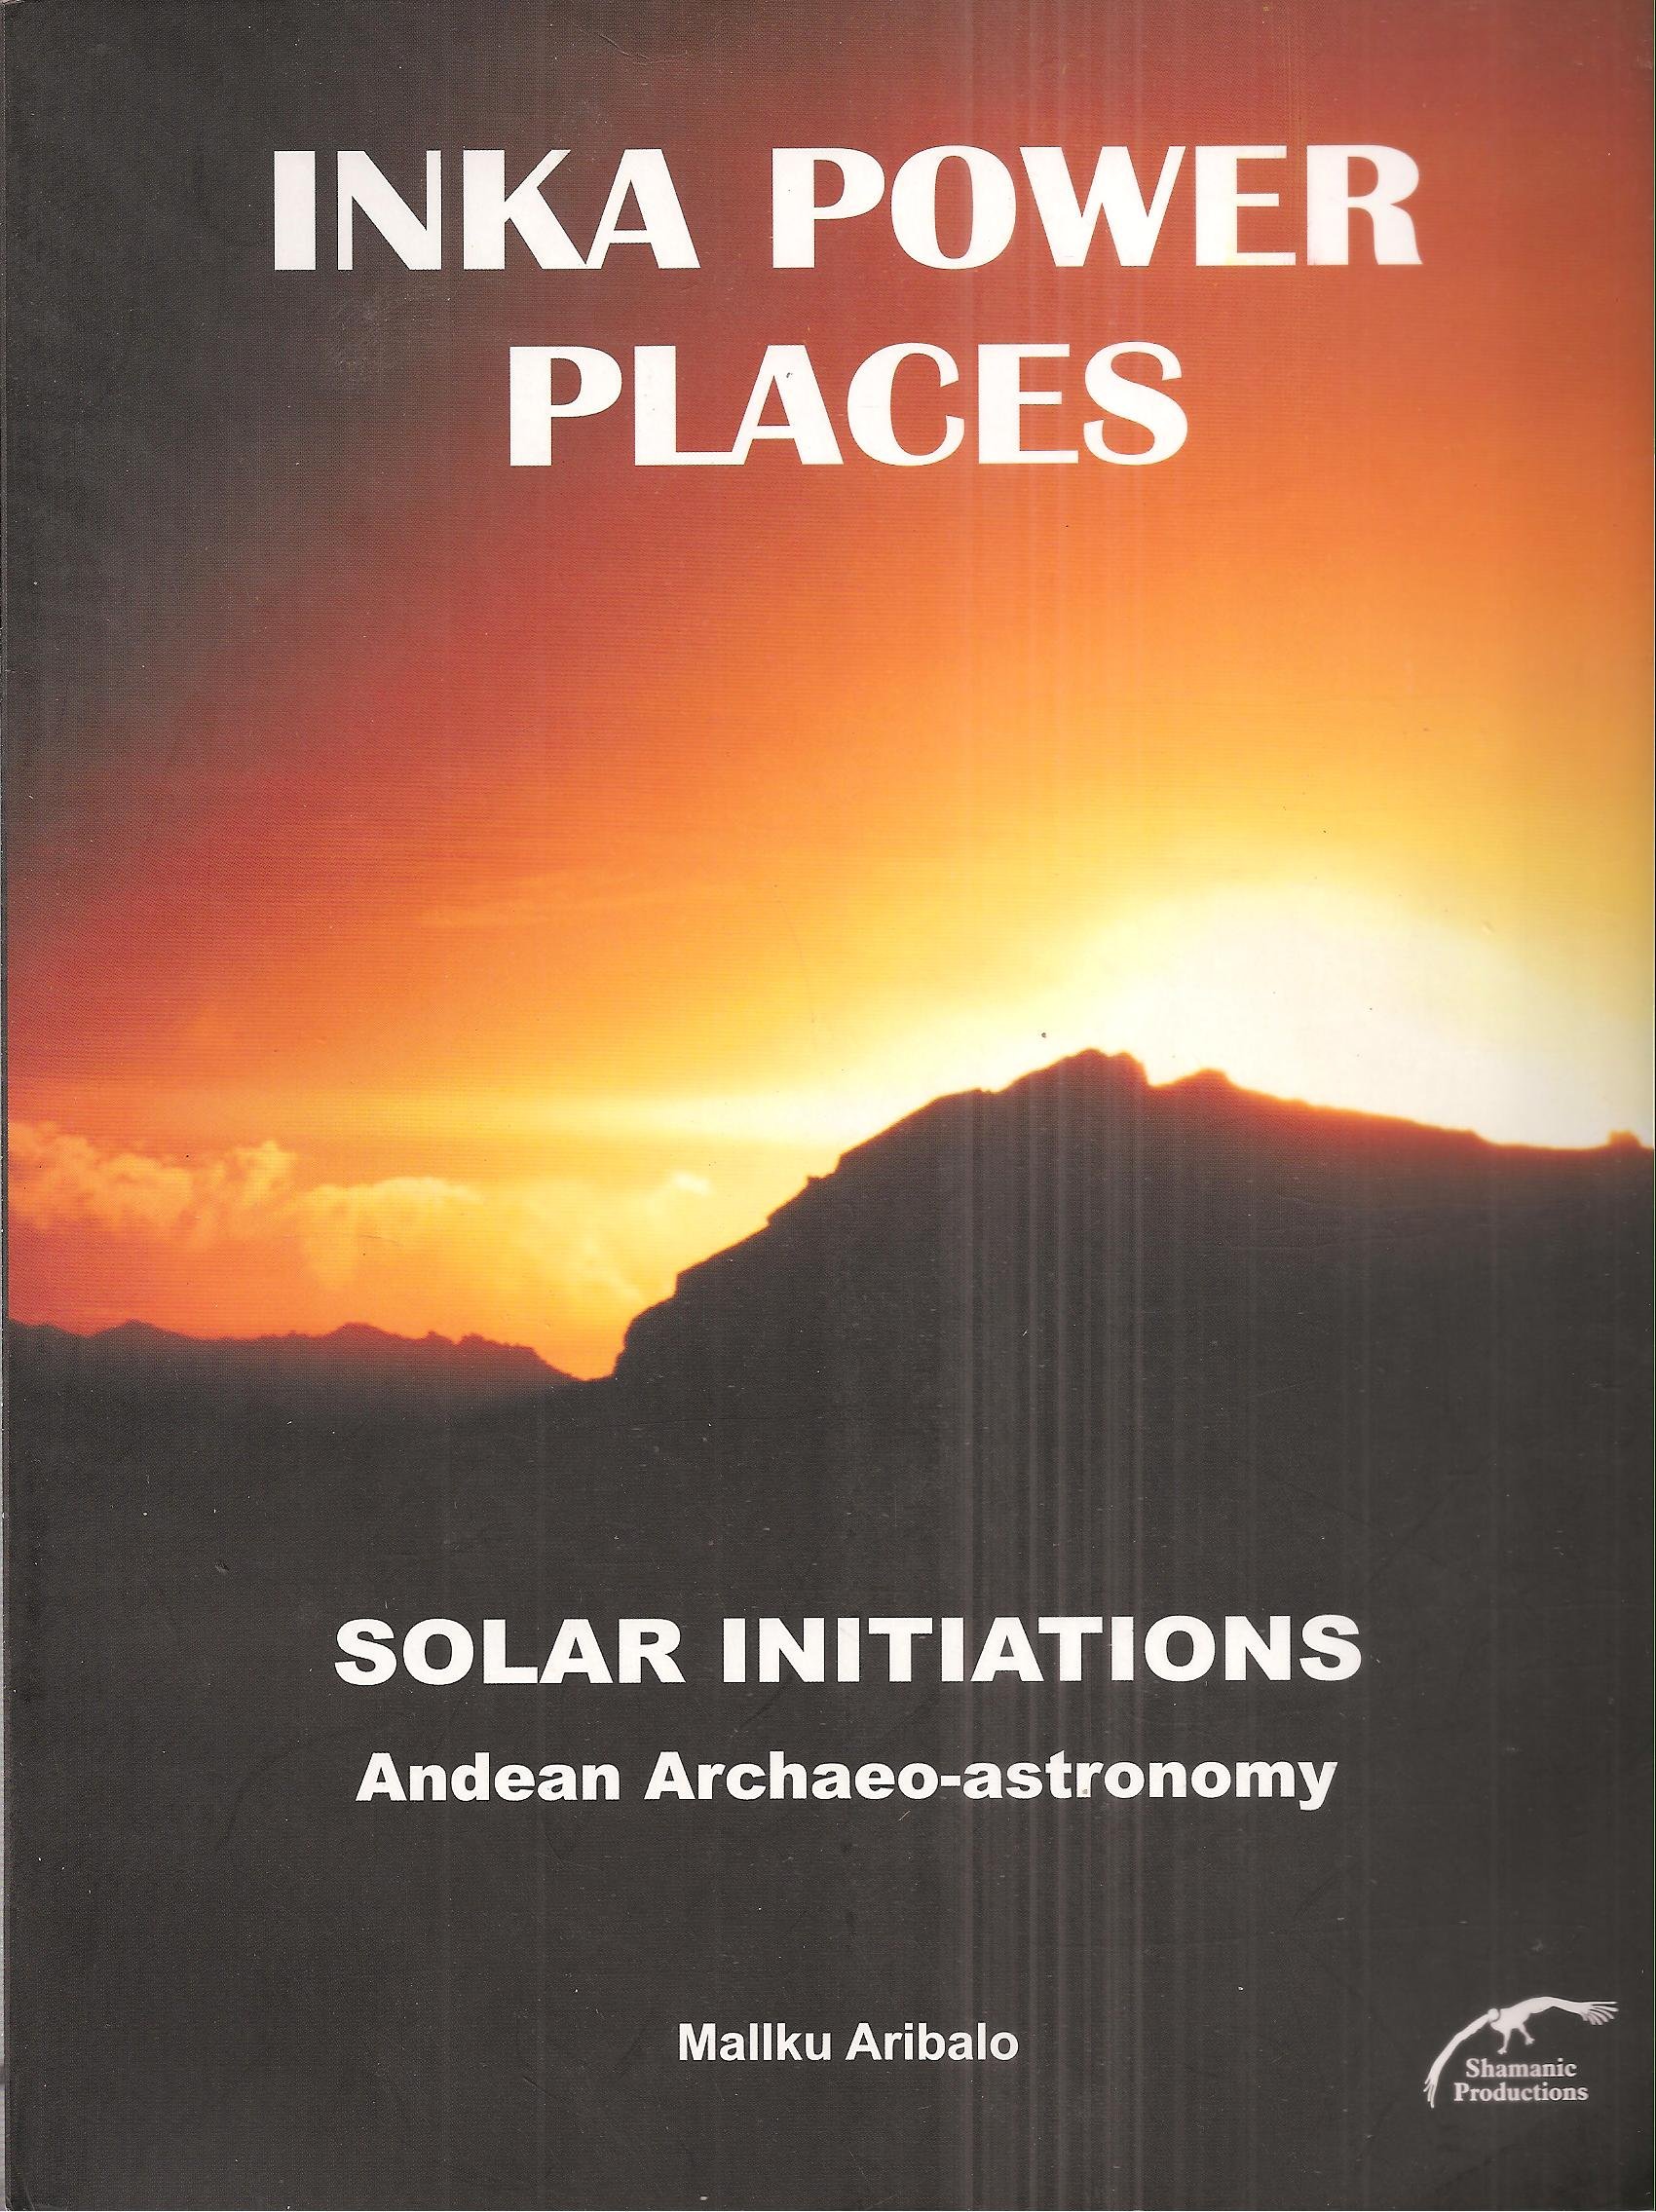 INKA POWER
PLACES
SOLAR INITIATIONS
Andean Archaeo-astronomy
Mallku Aribalo
Shamanic
Productions